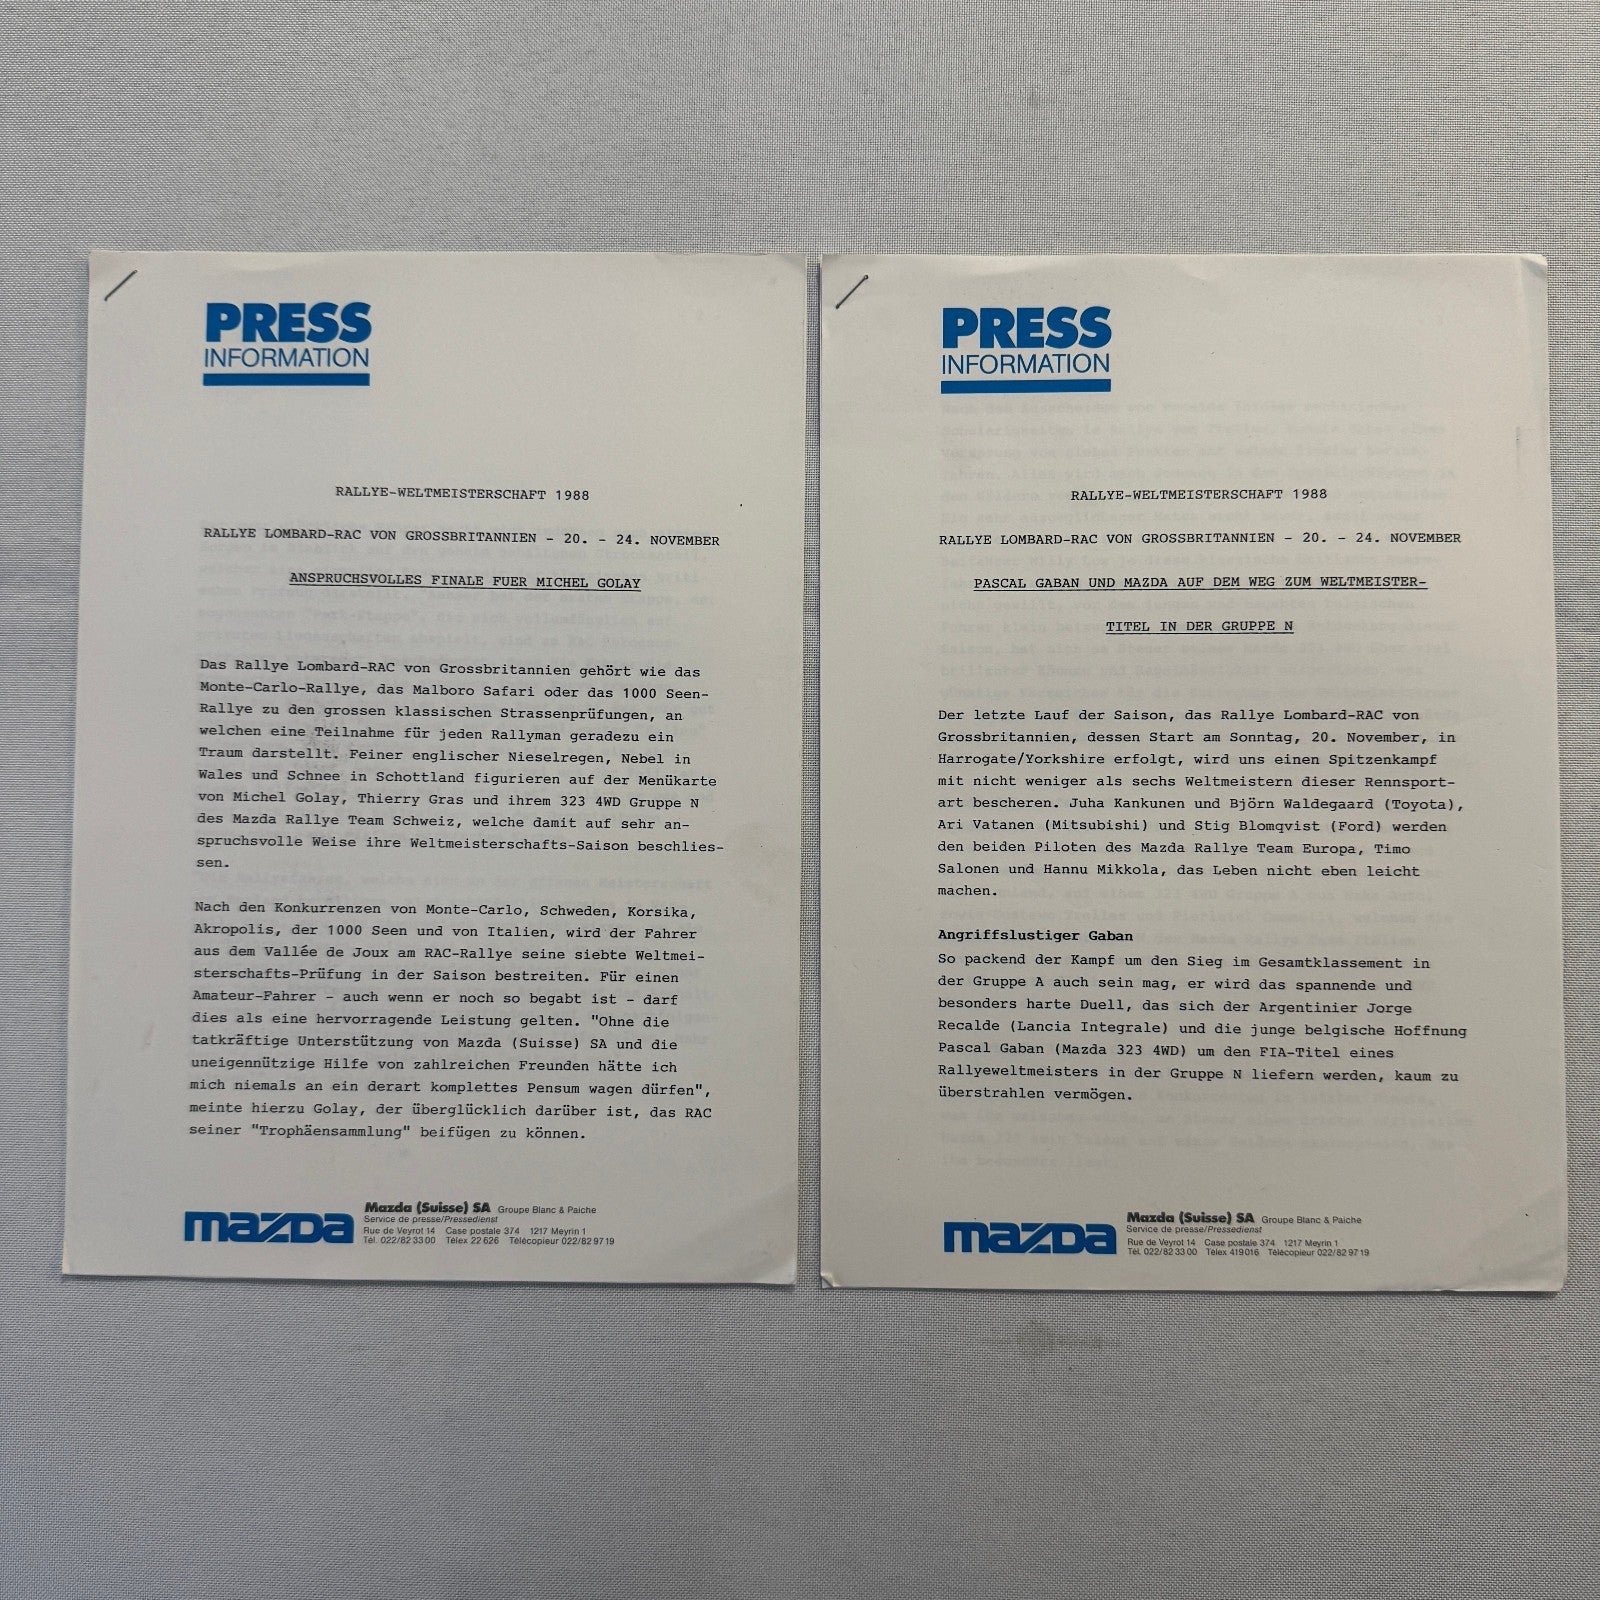 PRESS
INFORMATION
RALLYE-WELTMEISTERSCHAFT 1988
RALLYE LOMBARD-RAC VON GROSSBRITANNIEN - 20. - 24. NOVEMBER
ANSPRUCHSVOLLES FINALE FUER MICHEL GOLAY
Das Rallye Lombard-RAC von Grossbritannien gehört wie das
Monte-Carlo-Rallye, das Malboro Safari oder das 1000 Seen-
Rallye zu den grossen klassischen Strassenprüfungen, an
welchen eine Teilnahme für jeden Rallyman geradezu ein
Traum darstellt. Feiner englischer Nieselregen, Nebel in
Wales und Schnee in Schottland figurieren auf der Menükarte
von Michel Golay, Thierry Gras und ihrem 323 4WD Gruppe N
des Mazda Rallye Team Schweiz, welche damit auf sehr an-
spruchsvolle Weise ihre Weltmeisterschafts-Saison beschlies-
sen.
Nach den Konkurrenzen von Monte-Carlo, Schweden, Korsika,
Akropolis, der 1000 Seen und von Italien, wird der Fahrer
aus dem Vallée de Joux am RAC-Rallye seine siebte Weltmei-
sterschafts-Prüfung in der Saison bestreiten. Für einen
Amateur-Fahrer - auch wenn er noch so begabt ist - darf
dies als eine hervorragende Leistung gelten. "Ohne die
tatkräftige Unterstützung von Mazda (Suisse) SA und die
uneigennützige Hilfe von zahlreichen Freunden hätte ich
mich niemals an ein derart komplettes Pensum wagen dürfen",
meinte hierzu Golay, der überglücklich darüber ist, das RAC
seiner "Trophäensammlung" beifügen zu können.
mazda
Mazda (Suisse) SA Groupe Blanc & Paiche
Service de presse/Pressedienst
Rue de Veyrot 14 Case postale 374 1217 Meyrin 1
Tél. 022/82 33 00 Télex 22 626 Télécopieur 022/82 97 19
PRESS
INFORMATION
RALLYE-WELTMEISTERSCHAFT 1988
RALLYE LOMBARD-RAC VON GROSSBRITANNIEN - 20. - 24. NOVEMBER
PASCAL GABAN UND MAZDA AUF DEM WEG ZUM WELTMEISTER-
TITEL IN DER GRUPPE N
Der letzte Lauf der Saison, das Rallye Lombard-RAC von
Grossbritannien, dessen Start am Sonntag, 20. November, in
Harrogate/Yorkshire erfolgt, wird uns einen Spitzenkampf
mit nicht weniger als sechs Weltmeistern dieser Rennsport-
art bescheren. Juha Kankunen und Björn Waldegaard (Toyota),
Ari Vatanen (Mitsubishi) und Stig Blomqvist (Ford) werden
den beiden Piloten des Mazda Rallye Team Europa, Timo
Salonen und Hannu Mikkola, das Leben nicht eben leicht
machen.
Angriffslustiger Gaban
So packend der Kampf um den Sieg im Gesamtklassement in
der Gruppe A auch sein mag, er wird das spannende und
besonders harte Duell, das sich der Argentinier Jorge
Recalde (Lancia Integrale) und die junge belgische Hoffnung
Pascal Gaban (Mazda 323 4WD) um den FIA-Titel eines
Rallyeweltmeisters in der Gruppe N liefern werden, kaum zu
überstrahlen vermögen.
mazda
Mazda (Suisse) SA Groupe Blanc & Paiche
Service de presse/Pressedienst
Rue de Veyrot 14 Case postale 374 1217 Meyrin 1
Tél. 022/82 33 00 Télex 419 016 Télécopieur 022/82 97 19